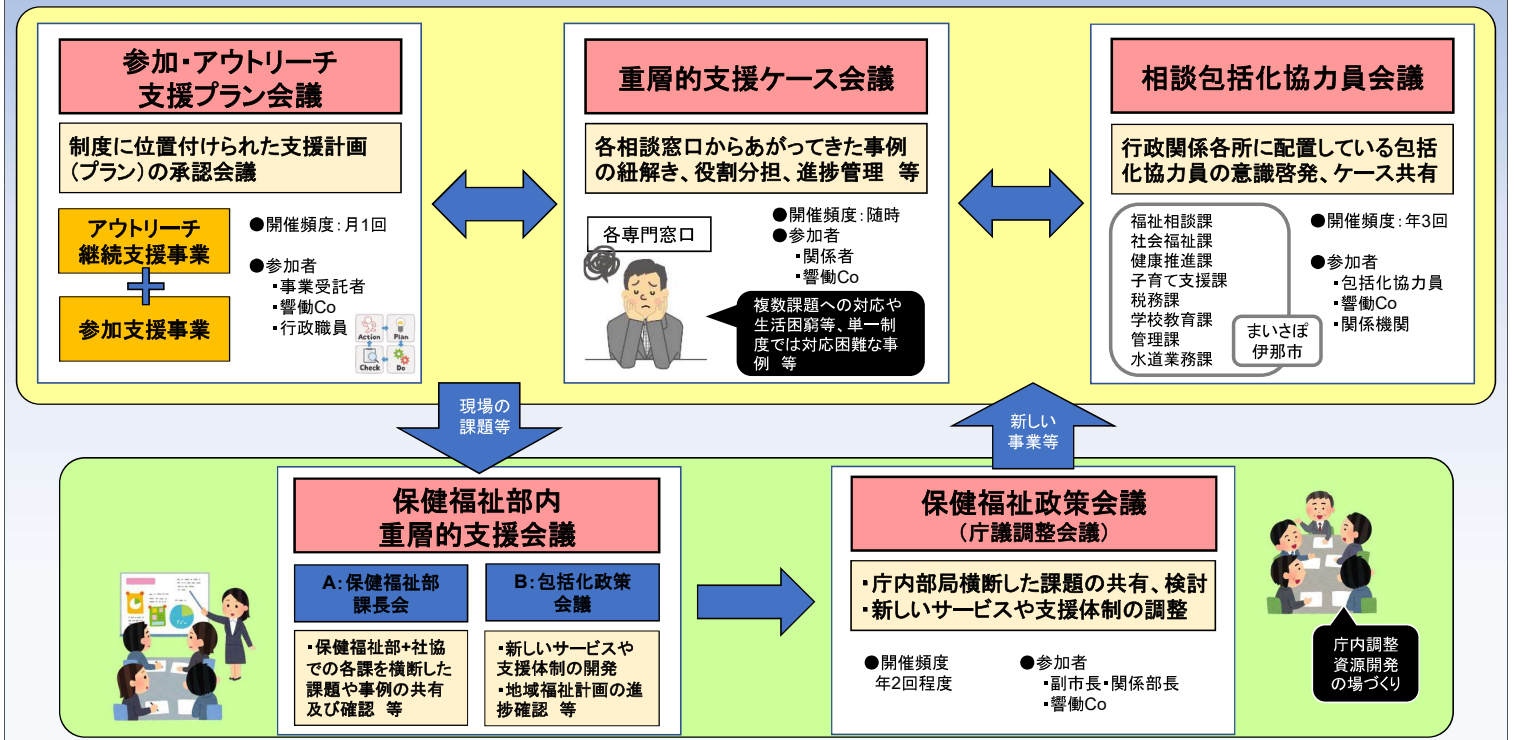 参加・アウトリーチ
支援プラン会議
制度に位置付けられた支援計画
(プラン)の承認会議
アウトリーチ
継続支援事業
参加支援事業
●開催頻度：月1回
●参加者
・事業受託者
・響働Co
・行政職員
Action
Plan
Check
Do
重層的支援ケース会議
各相談窓口からあがってきた事例
の紐解き、役割分担、進捗管理　等
各専門窓口
●開催頻度：随時
●参加者
・関係者
・響働Co
複数課題への対応や
生活困窮等、単一制
度では対応困難な事
例　等
相談包括化協力員会議
行政関係各所に配置している包括
化協力員の意識啓発、ケース共有
福祉相談課
社会福祉課
健康推進課
子育て支援課
税務課
学校教育課
管理課
水道業務課
まいさぽ
伊那市
●開催頻度：年3回
●参加者
・包括化協力員
・響働Co
・関係機関
現場の
課題等
新しい
事業等
保健福祉部内
重層的支援会議
A：保健福祉部
課長会
・保健福祉部+社協
での各課を横断した
課題や事例の共有
及び確認　等
B：包括化政策
会議
・新しいサービスや
支援体制の開発
・地域福祉計画の進
捗確認　等
保健福祉政策会議
(庁議調整会議)
・庁内部局横断した課題の共有、検討
・新しいサービスや支援体制の調整
●開催頻度
年2回程度
●参加者
・副市長・関係部長
・響働Co
庁内調整
資源開発
の場づくり